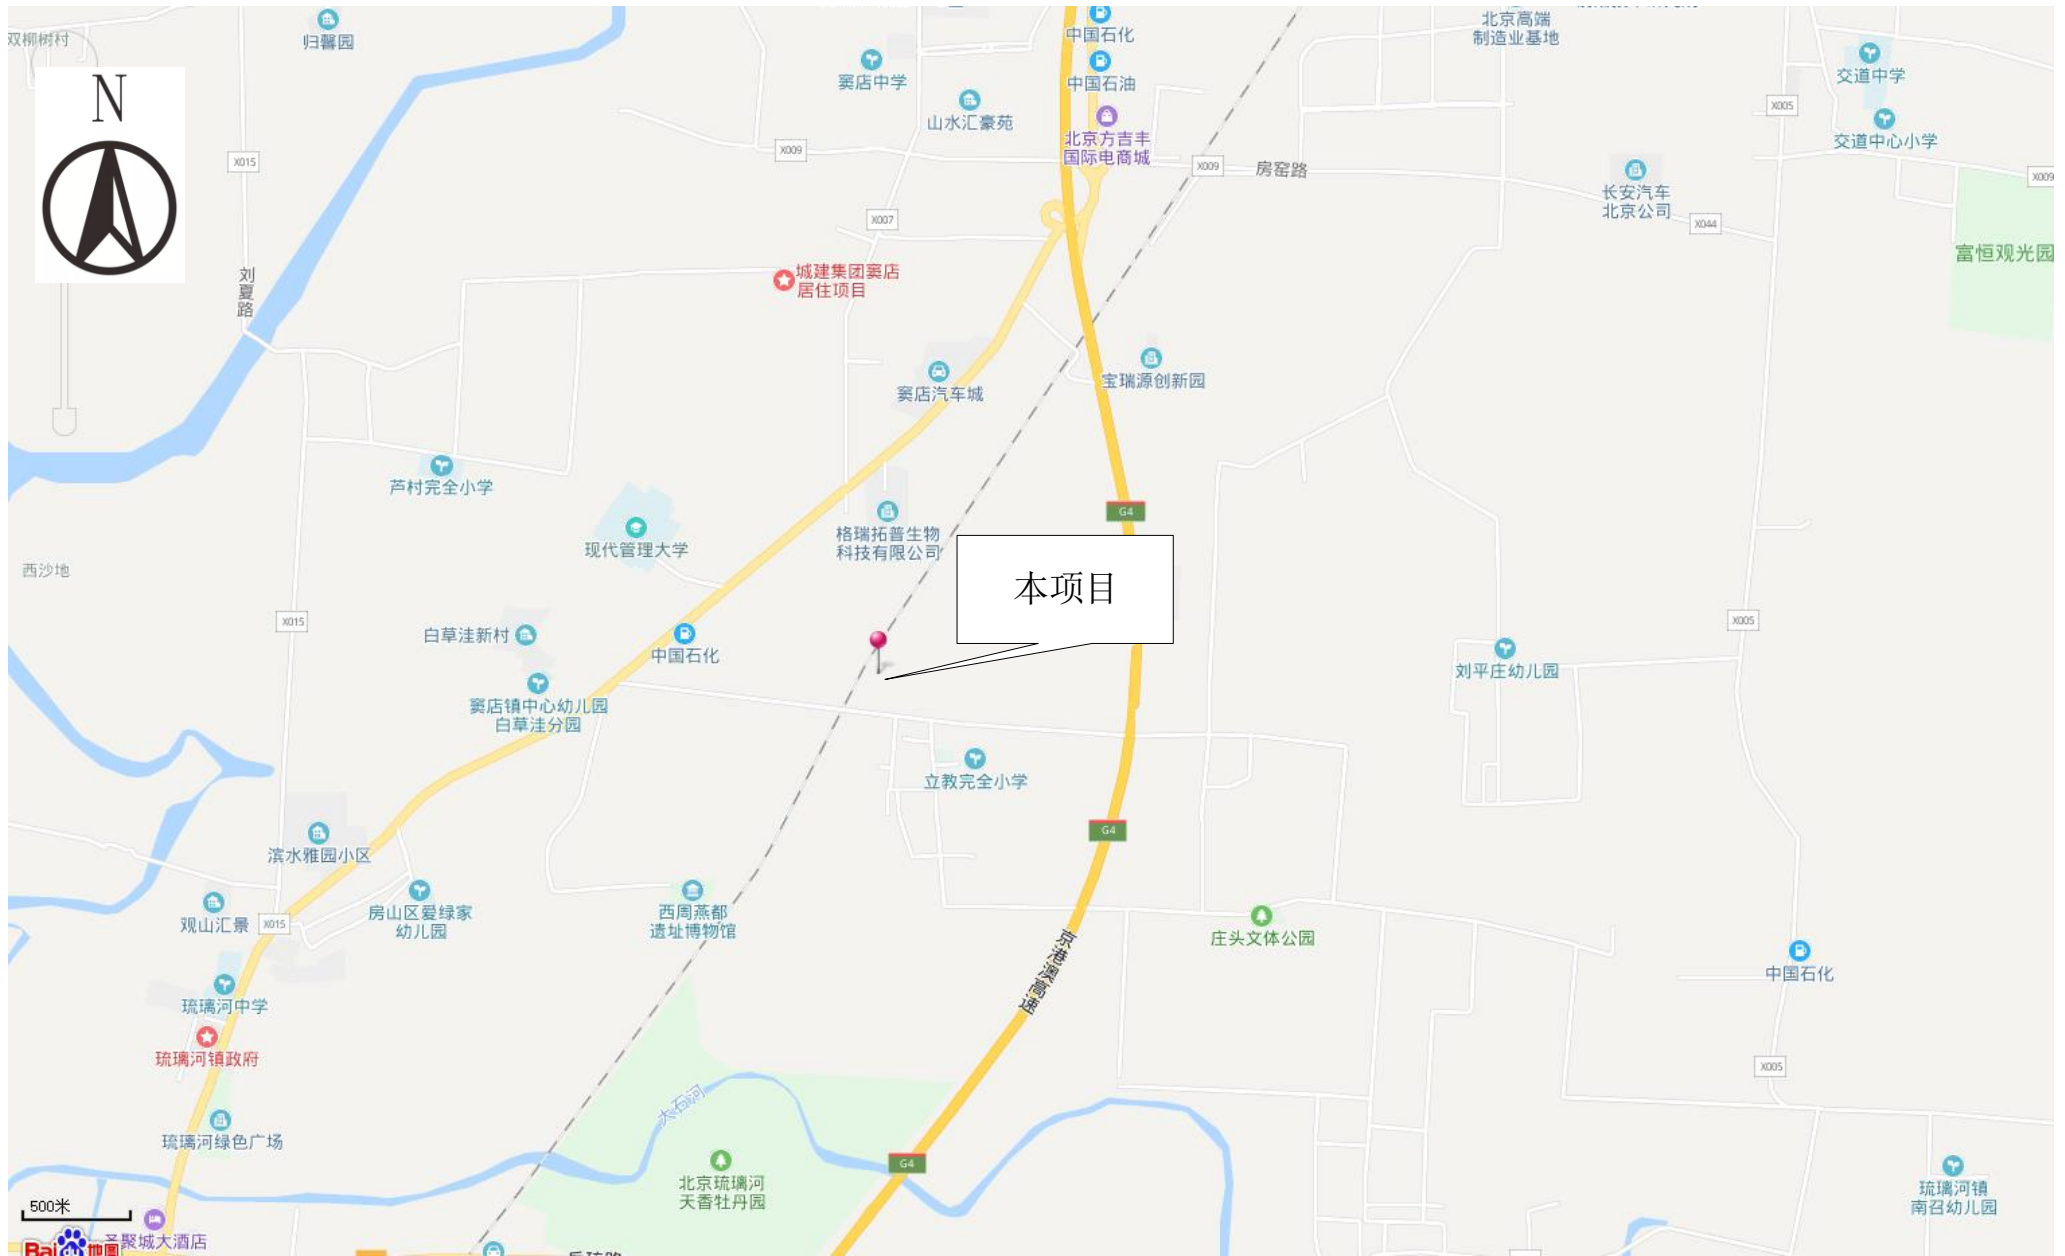 双柳树村
归馨园
N
窦店中学
山水汇豪苑
中国石化
中国石油
北京方吉丰
国际电商城
北京高端
制造业基地
交道中学
交道中心小学
X005
X015
X009
X009
房窑路
X009
长安汽车
北京公司
X044
X007
富恒观光园
刘夏路
城建集团窦店
居住项目
窦店汽车城
宝瑞源创新园
芦村完全小学
现代管理大学
格瑞拓普生物
科技有限公司
G4
本项目
西沙地
X015
白草洼新村
中国石化
窦店镇中心幼儿园
白草洼分园
X005
刘平庄幼儿园
立教完全小学
G4
滨水雅园小区
观山汇景
X015
房山区爱绿家
幼儿园
西周燕都
遗址博物馆
庄头文体公园
京港澳高速
中国石化
琉璃河中学
琉璃河镇政府
X005
大石河
琉璃河绿色广场
G4
北京琉璃河
天香牡丹园
琉璃河镇
南召幼儿园
500米
圣聚城大酒店
Bai du 地图